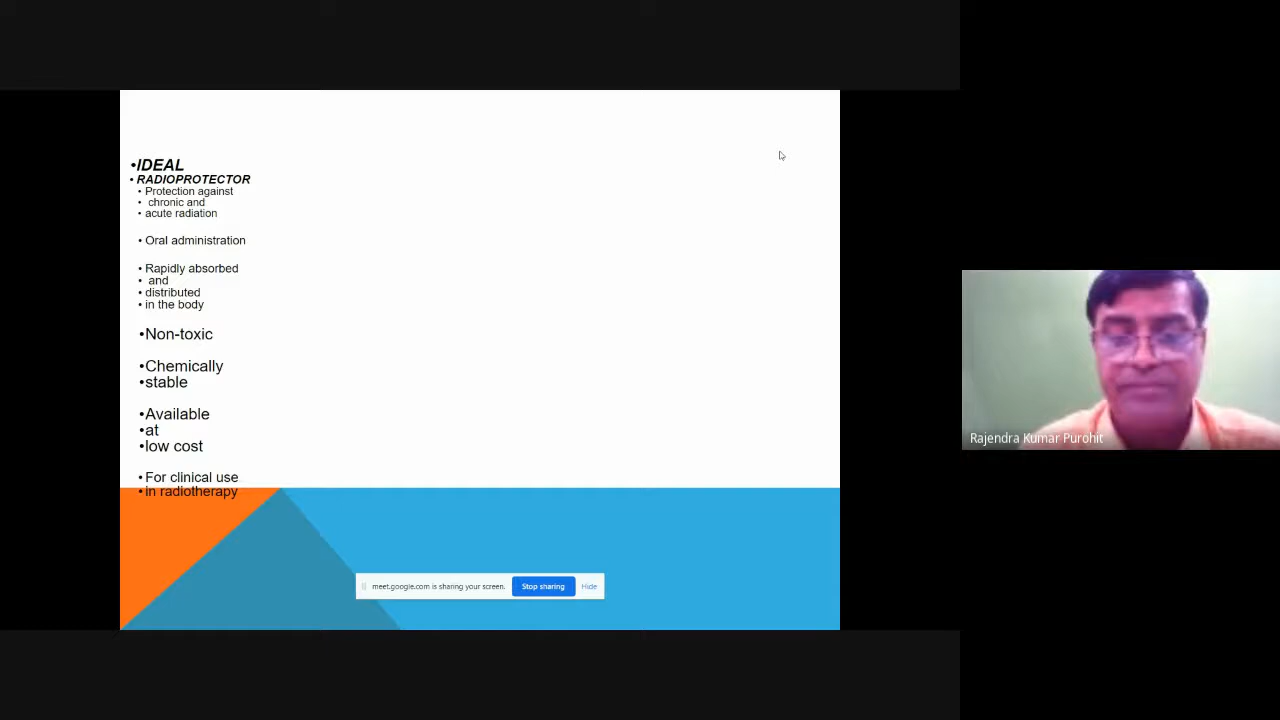 •IDEAL
• RADIOPROTECTOR
• Protection against
• chronic and
• acute radiation
• Oral administration
• Rapidly absorbed
• and
• distributed
• in the body
•Non-toxic
•Chemically
•stable
•Available
•at
•low cost
• For clinical use
• in radiotherapy
meet.google.com is sharing your screen. Stop sharing Hide
Rajendra Kumar Purohit